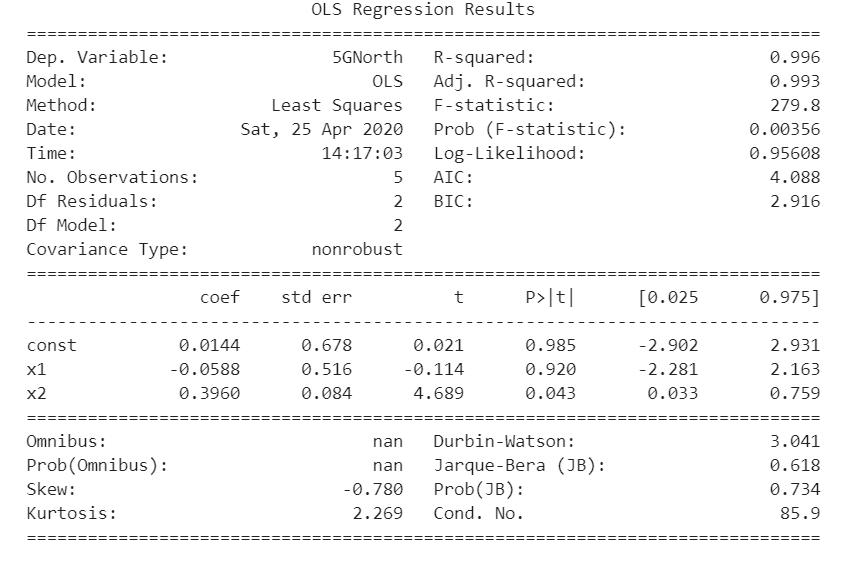 OLS Regression Results
==============================================================================
Dep. Variable: 5GNorth R-squared: 0.996
Model: OLS Adj. R-squared: 0.993
Method: Least Squares F-statistic: 279.8
Date: Sat, 25 Apr 2020 Prob (F-statistic): 0.00356
Time: 14:17:03 Log-Likelihood: 0.95608
No. Observations: 5 AIC: 4.088
Df Residuals: 2 BIC: 2.916
Df Model: 2
Covariance Type: nonrobust
==============================================================================
coef std err t P>|t| [0.025 0.975]
------------------------------------------------------------------------------
const 0.0144 0.678 0.021 0.985 -2.902 2.931
x1 -0.0588 0.516 -0.114 0.920 -2.281 2.163
x2 0.3960 0.084 4.689 0.043 0.033 0.759
==============================================================================
Omnibus: nan Durbin-Watson: 3.041
Prob(Omnibus): nan Jarque-Bera (JB): 0.618
Skew: -0.780 Prob(JB): 0.734
Kurtosis: 2.269 Cond. No. 85.9
==============================================================================